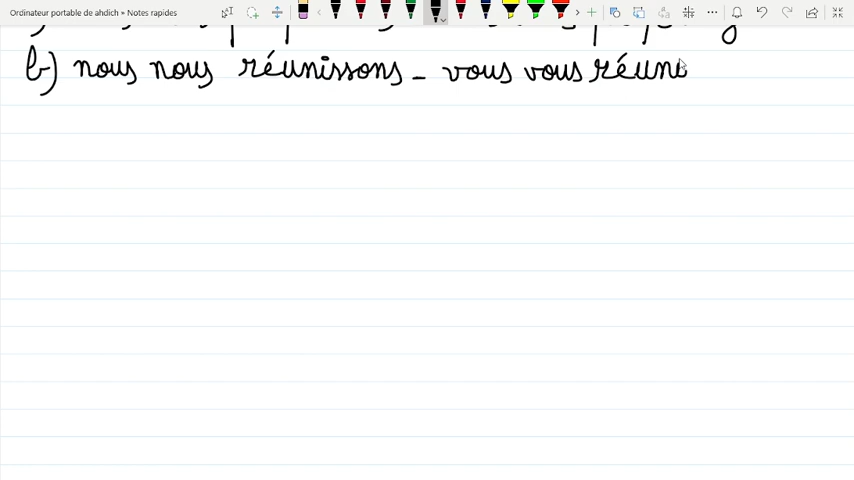 Ordinateur portable de ahdich » Notes rapides
b) nous nous réunissons - vous vous réuni